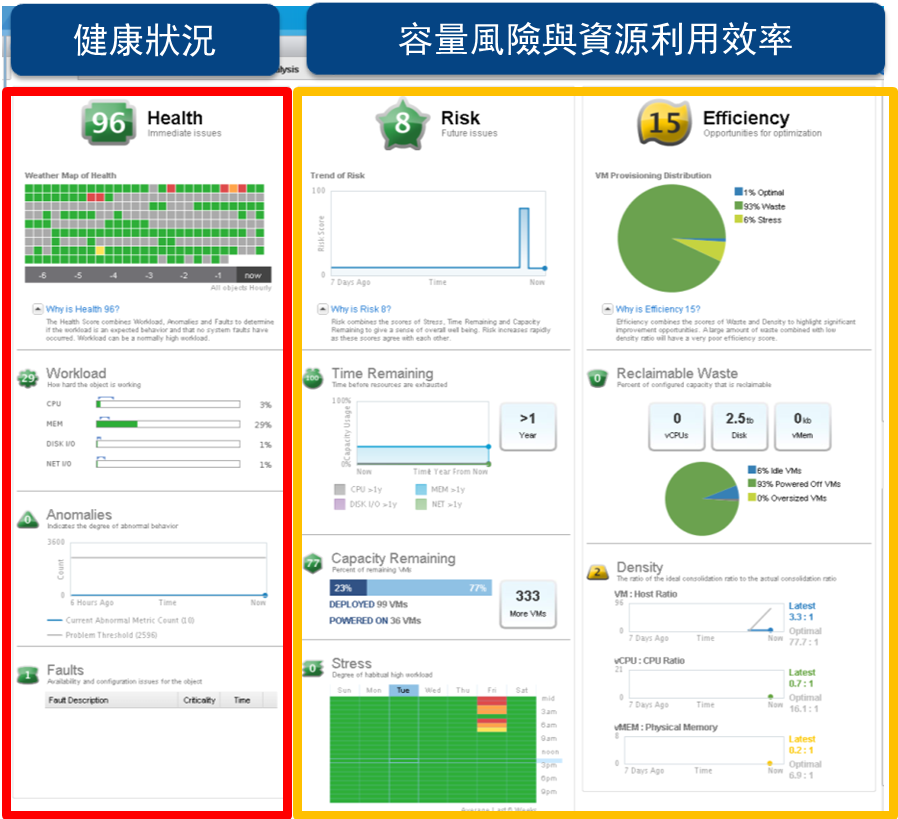 健康狀況
容量風險與資源利用效率
lysis
96 Health
Immediate issues
Weather Map of Health
-6 -5 -4 -3 -2 -1 now
All objects Hourly
Why is Health 96?
The Health Score combines Workload, Anomalies and Faults to determine
if the workload is an expected behavior and that no system faults have
occurred. Workload can be a normally high workload.
29 Workload
How hard the object is working
CPU 3%
MEM 29%
DISK I/O 1%
NET I/O 1%
0 Anomalies
Indicates the degree of abnormal behavior
3600
Count
0
6 Hours Ago Time Now
Current Abnormal Metric Count (10)
Problem Threshold (2596)
1 Faults
Availability and configuration issues for the object
Fault Description Criticality Time
8 Risk
Future issues
Trend of Risk
100
Risk Score
0
7 Days Ago Time Now
Why is Risk 8?
Risk combines the scores of Stress, Time Remaining and Capacity
Remaining to give a sense of overall well being. Risk increases rapidly
as these scores agree with each other.
100 Time Remaining
Time before resources are exhausted
100%
Capacity Usage
0%
Now Time Year From Now
>1
Year
CPU >1y MEM >1y
DISK I/O >1y NET >1y
77 Capacity Remaining
Percent of remaining VMs
23% 77%
DEPLOYED 99 VMs
POWERED ON 36 VMs
333
More VMs
0 Stress
Degree of habitual high workload
Sun Mon Tue Wed Thu Fri Sat
mid
3am
6am
9am
noon
3pm
6pm
9pm
Average Last 6 Weeks
15 Efficiency
Opportunities for optimization
VM Provisioning Distribution
1% Optimal
93% Waste
6% Stress
Why is Efficiency 15?
Efficiency combines the scores of Waste and Density to highlight significant
improvement opportunities. A large amount of waste combined with low
density ratio will have a very poor efficiency score.
0 Reclaimable Waste
Percent of configured capacity that is reclaimable
0
vCPUs
2.5tb
Disk
0kb
vMem
6% Idle VMs
93% Powered Off VMs
0% Oversized VMs
2 Density
The ratio of the ideal consolidation ratio to the actual consolidation ratio
VM : Host Ratio
96
0
7 Days Ago Time Now
Latest
3.3 : 1
Optimal
77.7 : 1
vCPU : CPU Ratio
21
0
7 Days Ago Time Now
Latest
0.7 : 1
Optimal
16.1 : 1
vMEM : Physical Memory
8
0
7 Days Ago Time Now
Latest
0.2 : 1
Optimal
6.9 : 1